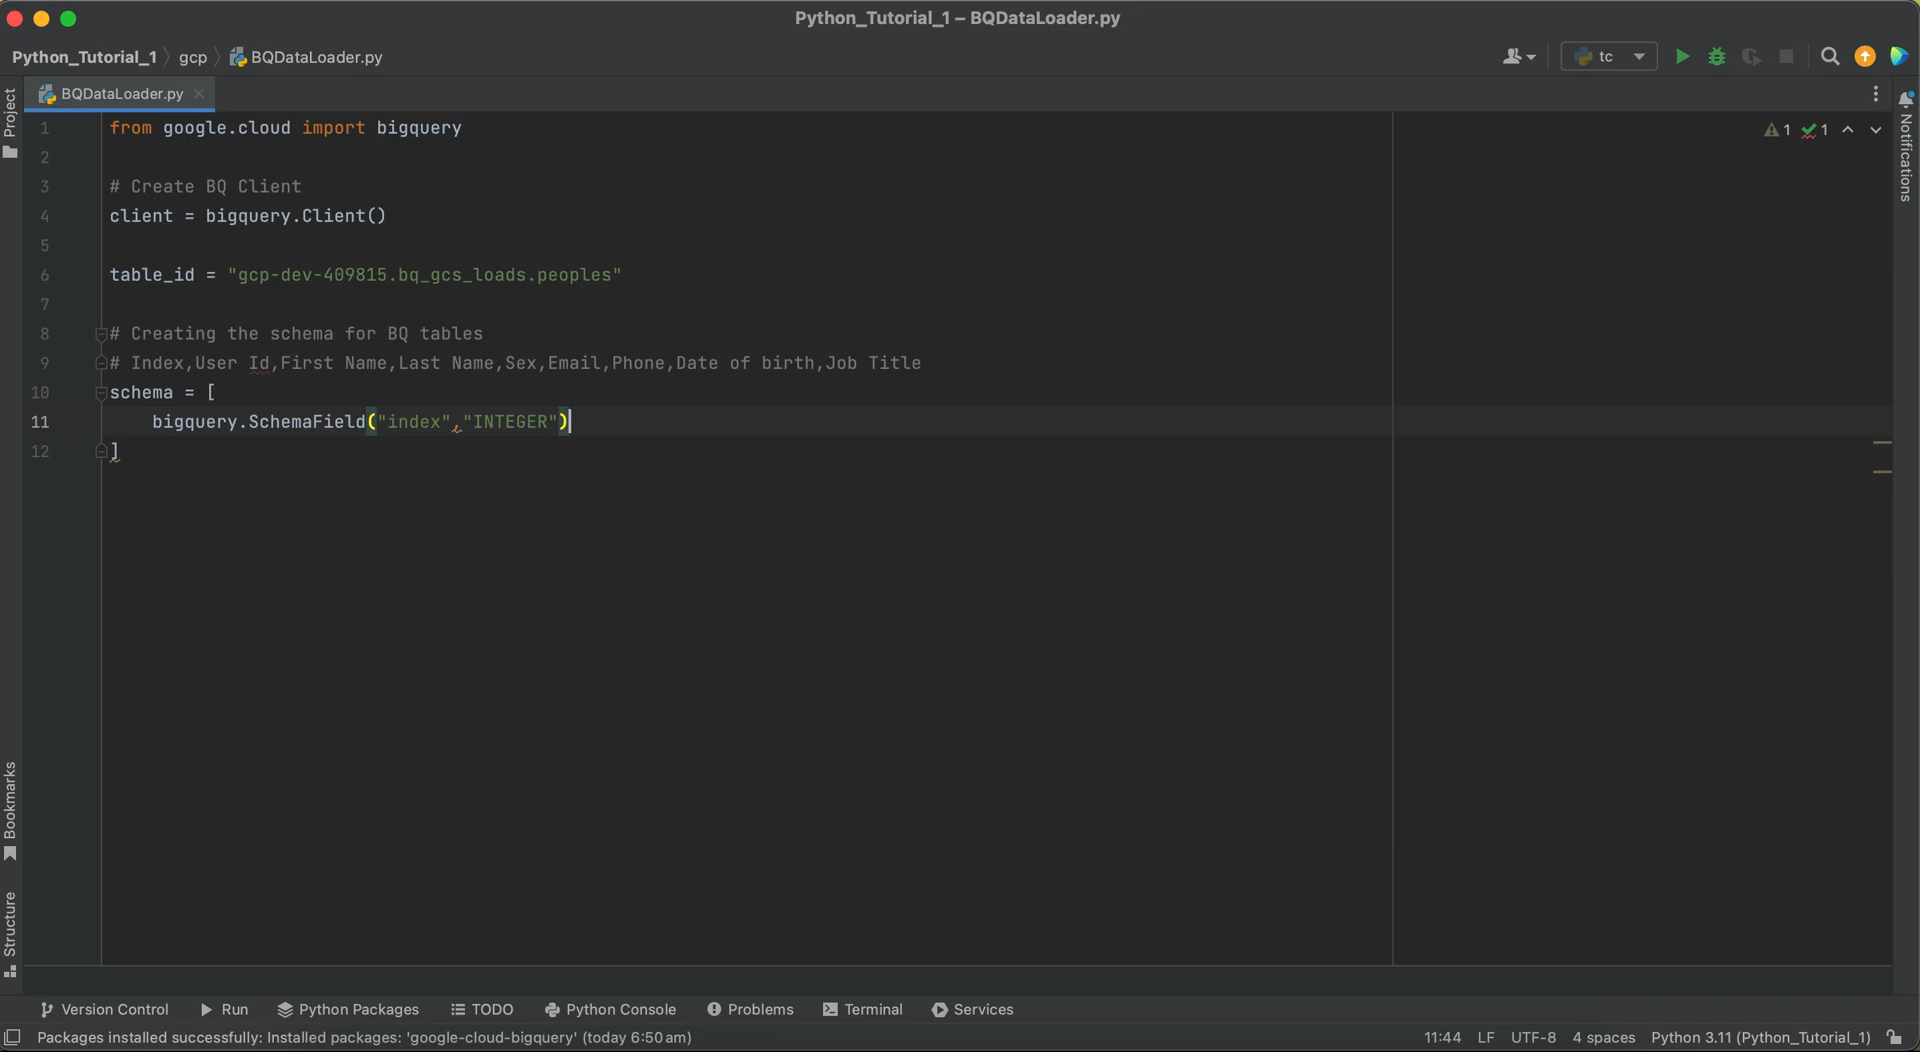 Python_Tutorial_1 – BQDataLoader.py
Python_Tutorial_1 gcp BQDataLoader.py tc
Project
BQDataLoader.py
Notifications
1 from google.cloud import bigquery
1 1
2
3 # Create BQ Client
4 client = bigquery.Client()
5
6 table_id = "gcp-dev-409815.bq_gcs_loads.peoples"
7
8 # Creating the schema for BQ tables
9 # Index,User Id,First Name,Last Name,Sex,Email,Phone,Date of birth,Job Title
10 schema = [
11 bigquery.SchemaField("index","INTEGER")
12 ]
Bookmarks
Structure
Version Control Run Python Packages TODO Python Console Problems Terminal Services
Packages installed successfully: Installed packages: 'google-cloud-bigquery' (today 6:50 am) 11:44 LF UTF-8 4 spaces Python 3.11 (Python_Tutorial_1)